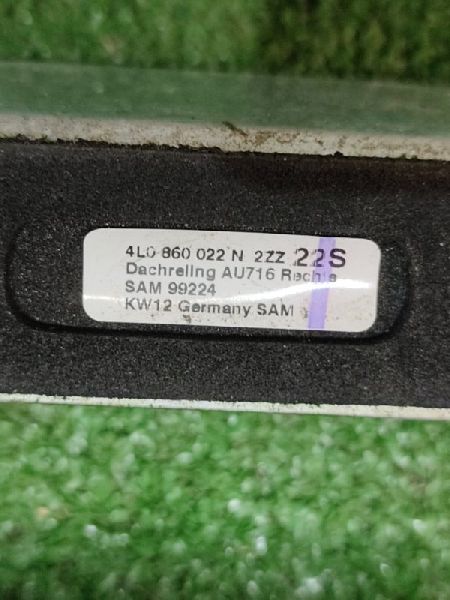 4L0 860 022 N 2ZZ 22S
Dachreling AU716 Rechts
SAM 99224
KW12 Germany SAM